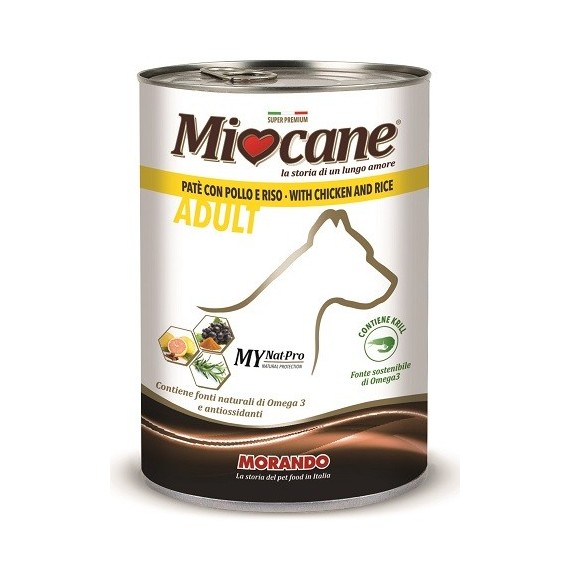 SUPER PREMIUM
Miocane®
la storia di un lungo amore
PATÈ CON POLLO E RISO - WITH CHICKEN AND RICE
ADULT
CONTIENE KRILL
MY Nat-Pro
NATURAL PROTECTION
Fonte sostenibile
di Omega3
Contiene fonti naturali di Omega 3
e antiossidanti
MORANDO
La storia del pet food in Italia